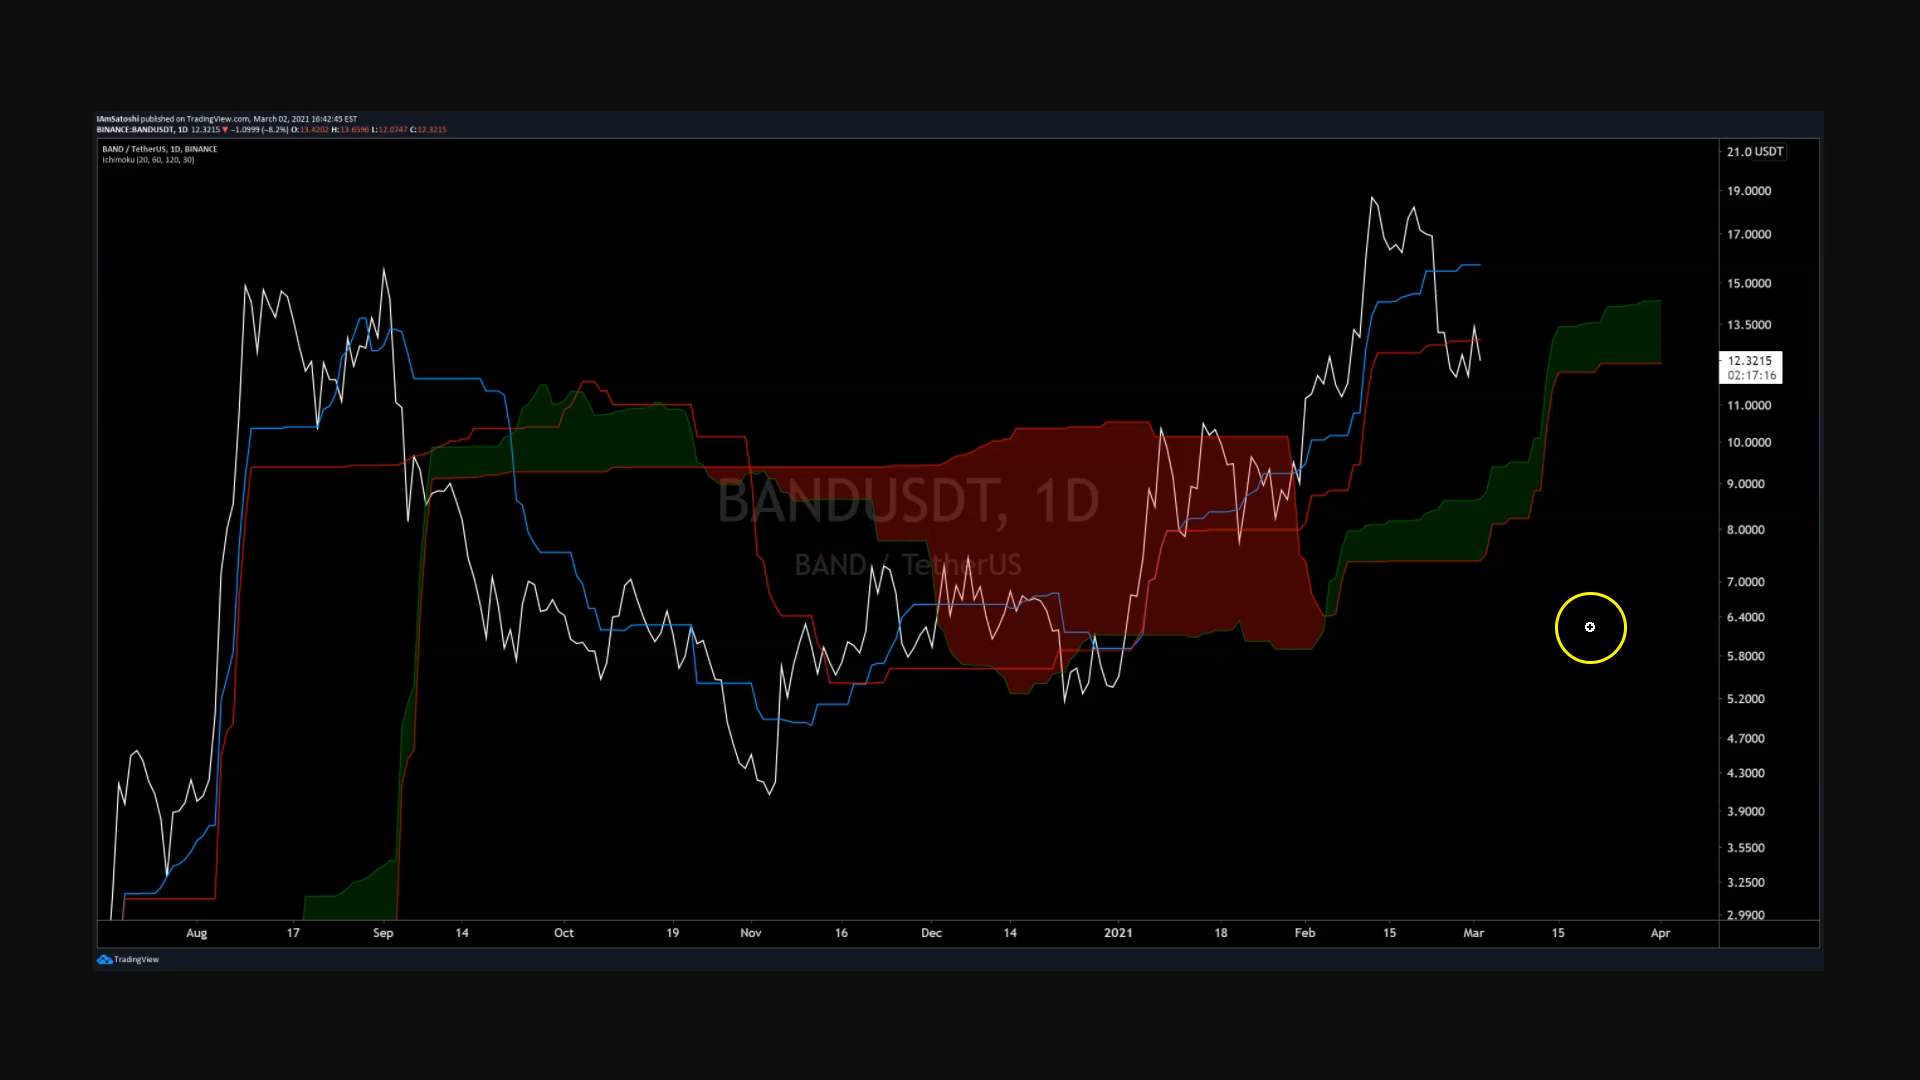 IAmSatoshi published on TradingView.com, March 02, 2021 16:42:45 EST
BINANCE:BANDUSDT, 1D 12.3215 ▼ −1.0999 (−8.2%) O:13.4202 H:13.6596 L:12.0747 C:12.3215
BAND / TetherUS, 1D, BINANCE
Ichimoku (20, 60, 120, 30)
21.0 USDT
19.0000
17.0000
15.0000
13.5000
12.3215
02:17:16
11.0000
10.0000
9.0000
8.0000
7.0000
6.4000
5.8000
5.2000
4.7000
4.3000
3.9000
3.5500
3.2500
2.9900
BANDUSDT, 1D
BAND / TetherUS
Aug 17 Sep 14 Oct 19 Nov 16 Dec 14 2021 18 Feb 15 Mar 15 Apr
TradingView